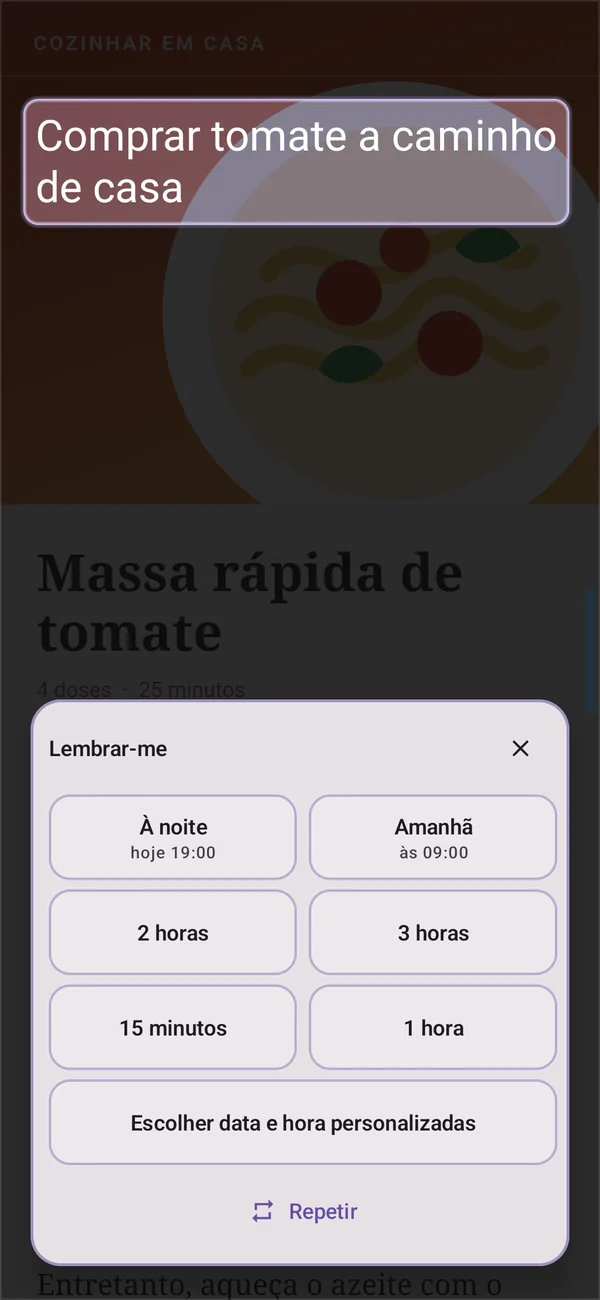 COZINHAR EM CASA
Comprar tomate a caminho
de casa
Massa rápida de
tomate
4 doses · 25 minutos
Lembrar-me
À noite
hoje 19:00
Amanhã
às 09:00
2 horas
3 horas
15 minutos
1 hora
Escolher data e hora personalizadas
Repetir
Entretanto, aqueça o azeite com o